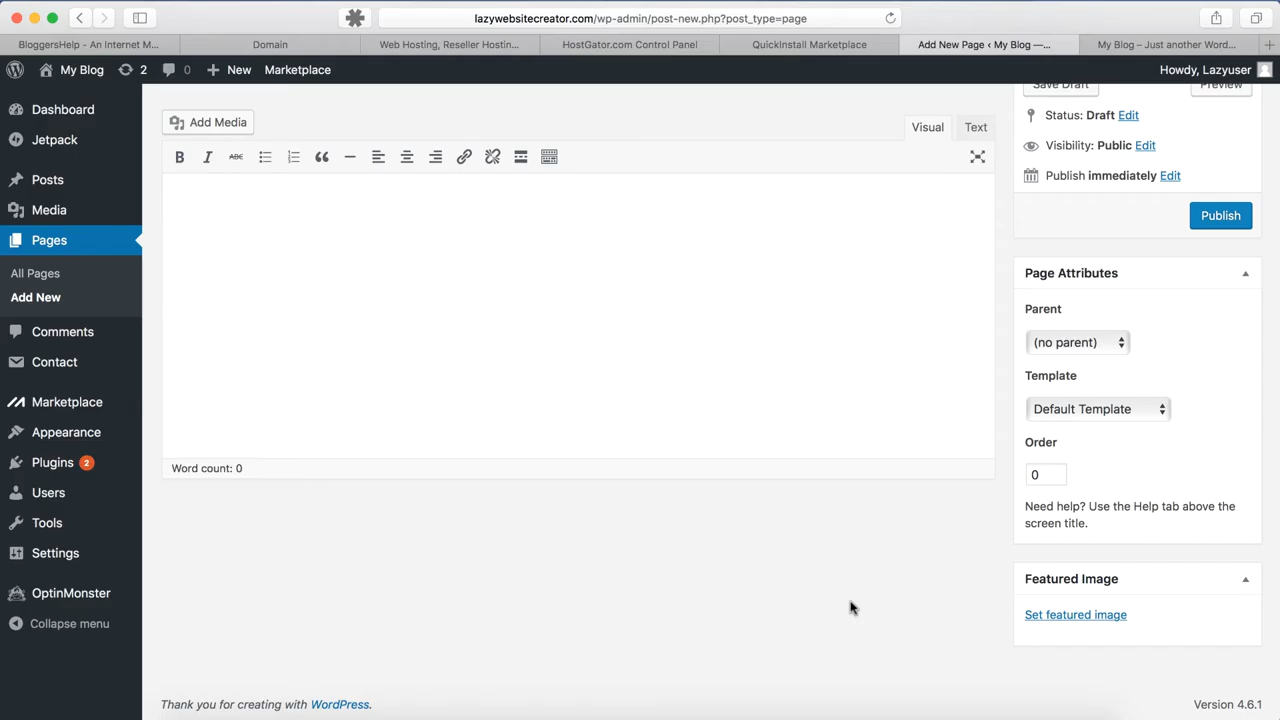 lazywebsitecreator.com/wp-admin/post-new.php?post_type=page
BloggersHelp - An Internet M...
Domain
Web Hosting, Reseller Hostin...
HostGator.com Control Panel
QuickInstall Marketplace
Add New Page ‹ My Blog —...
My Blog – Just another Word...
My Blog
2
0
New
Marketplace
Howdy, Lazyuser
Dashboard
Jetpack
Posts
Media
Pages
All Pages
Add New
Comments
Contact
Marketplace
Appearance
Plugins 2
Users
Tools
Settings
OptinMonster
Collapse menu
Add Media
Visual
Text
B I ABC
Word count: 0
Save Draft
Preview
Status: Draft Edit
Visibility: Public Edit
Publish immediately Edit
Publish
Page Attributes
Parent
(no parent)
Template
Default Template
Order
0
Need help? Use the Help tab above the
screen title.
Featured Image
Set featured image
Thank you for creating with WordPress.
Version 4.6.1